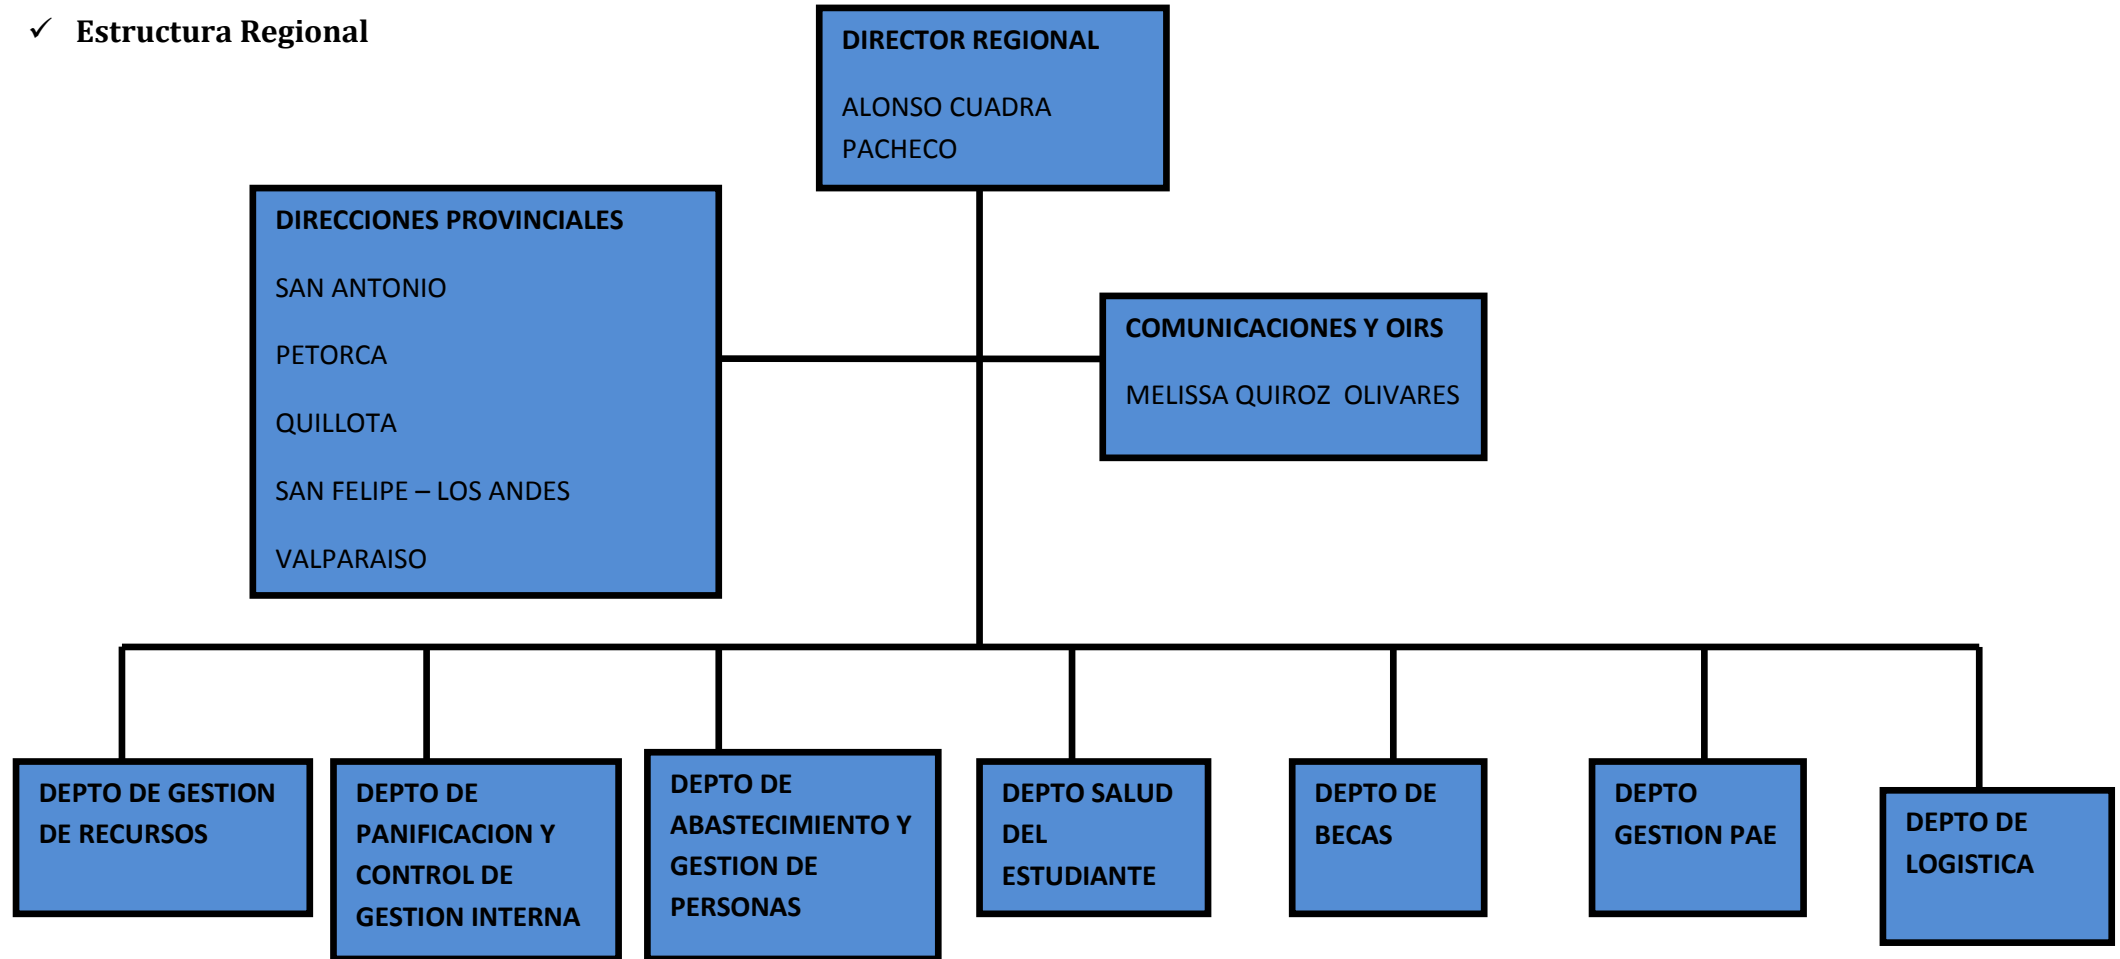 ✓ Estructura Regional
DIRECTOR REGIONAL
ALONSO CUADRA
PACHECO
DIRECCIONES PROVINCIALES
SAN ANTONIO
PETORCA
QUILLOTA
SAN FELIPE – LOS ANDES
VALPARAISO
COMUNICACIONES Y OIRS
MELISSA QUIROZ  OLIVARES
DEPTO DE GESTION
DE RECURSOS
DEPTO DE
PANIFICACION Y
CONTROL DE
GESTION INTERNA
DEPTO DE
ABASTECIMIENTO Y
GESTION DE
PERSONAS
DEPTO SALUD
DEL
ESTUDIANTE
DEPTO DE
BECAS
DEPTO
GESTION PAE
DEPTO DE
LOGISTICA